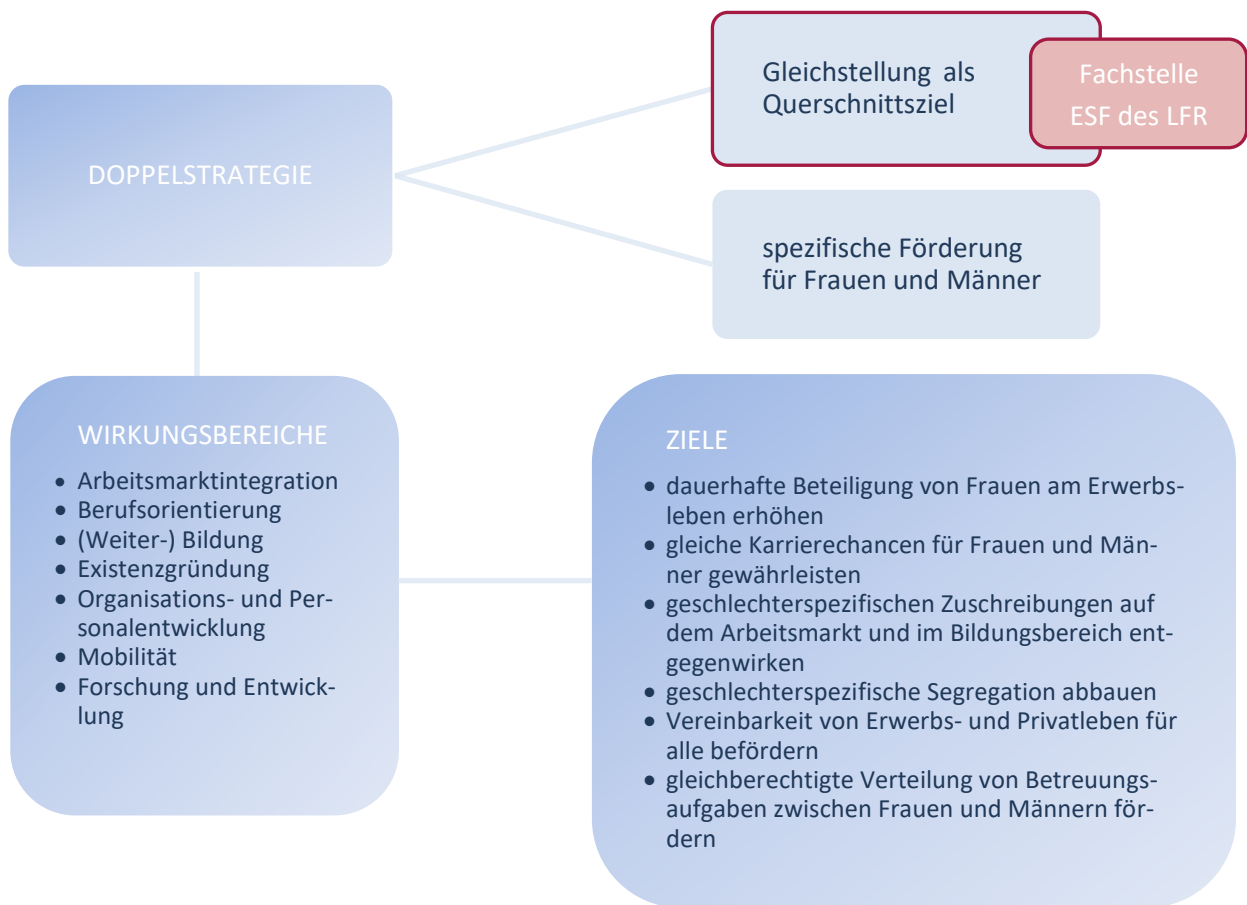 DOPPELSTRATEGIE
Gleichstellung als
Querschnittsziel
Fachstelle
ESF des LFR
spezifische Förderung
für Frauen und Männer
WIRKUNGSBEREICHE
• Arbeitsmarktintegration
• Berufsorientierung
• (Weiter-) Bildung
• Existenzgründung
• Organisations- und Per-
sonalentwicklung
• Mobilität
• Forschung und Entwick-
lung
ZIELE
• dauerhafte Beteiligung von Frauen am Erwerbs-
leben erhöhen
• gleiche Karrierechancen für Frauen und Män-
ner gewährleisten
• geschlechterspezifischen Zuschreibungen auf
dem Arbeitsmarkt und im Bildungsbereich ent-
gegenwirken
• geschlechterspezifische Segregation abbauen
• Vereinbarkeit von Erwerbs- und Privatleben für
alle befördern
• gleichberechtigte Verteilung von Betreuungs-
aufgaben zwischen Frauen und Männern för-
dern